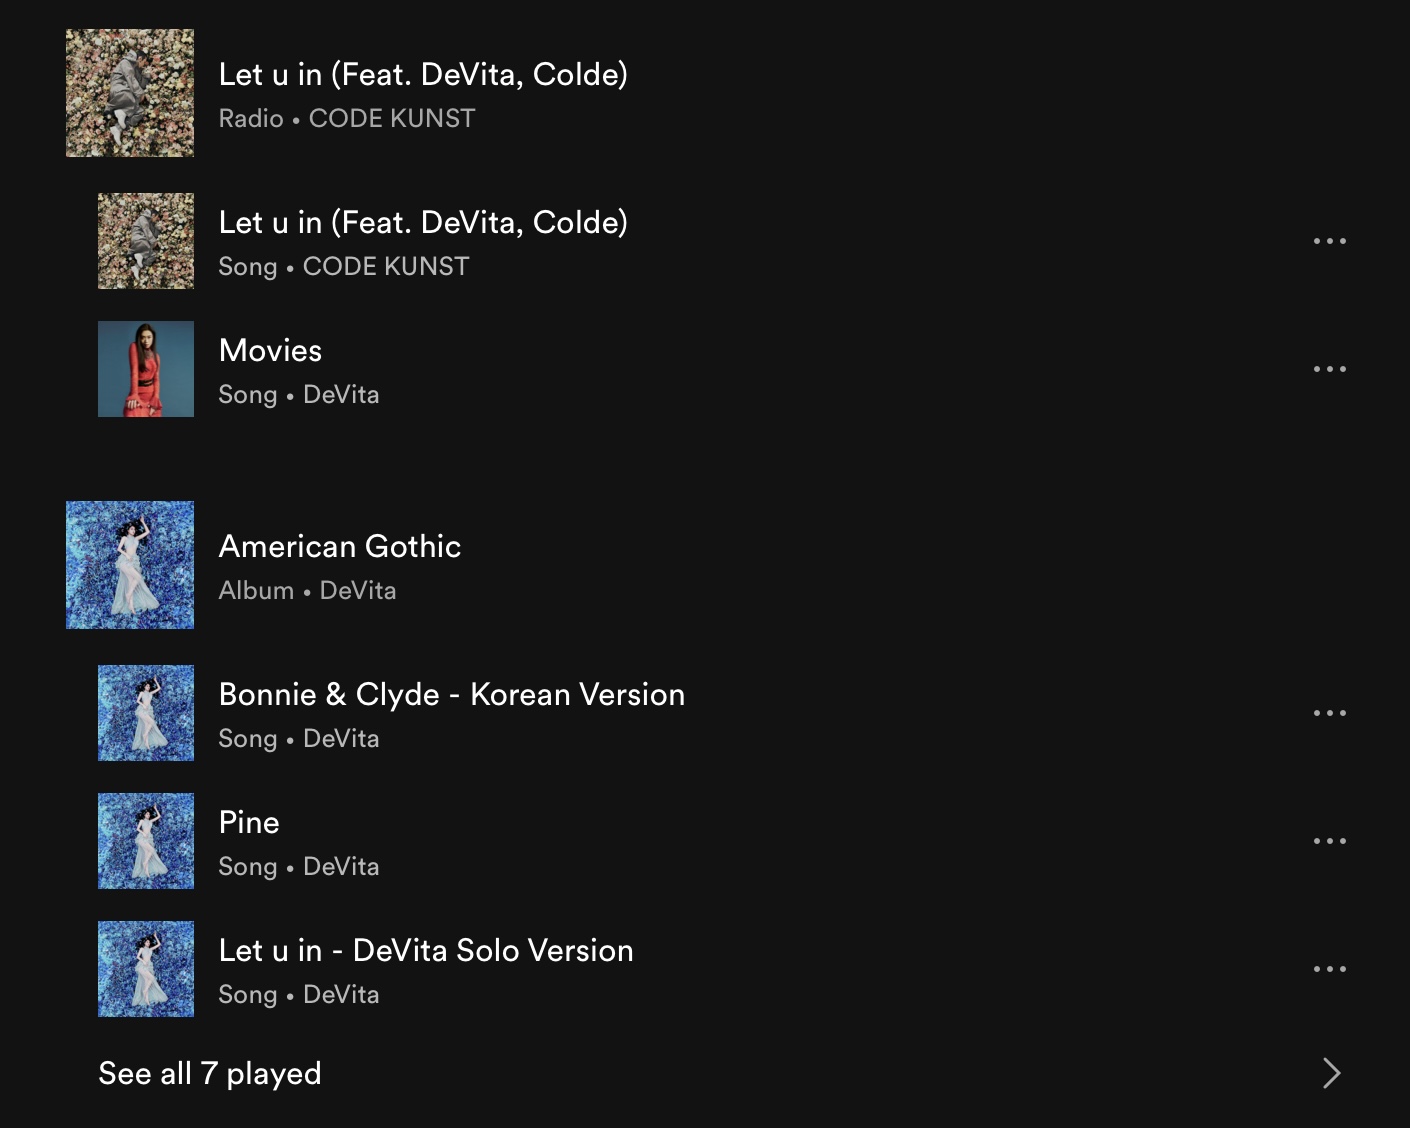 Let u in (Feat. DeVita, Colde)
Radio • CODE KUNST
Let u in (Feat. DeVita, Colde)
Song • CODE KUNST
Movies
Song • DeVita
American Gothic
Album • DeVita
Bonnie & Clyde - Korean Version
Song • DeVita
Pine
Song • DeVita
Let u in - DeVita Solo Version
Song • DeVita
See all 7 played